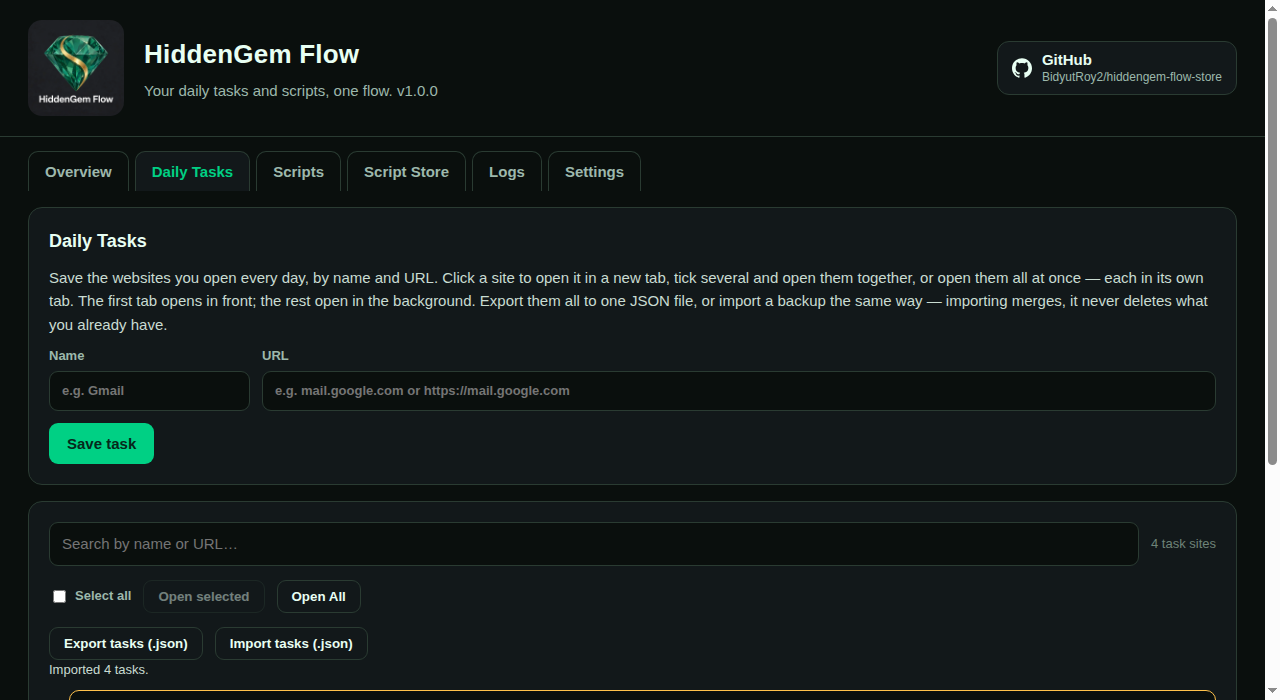 HiddenGem Flow
HiddenGem Flow
Your daily tasks and scripts, one flow. v1.0.0
GitHub
BidyutRoy2/hiddengem-flow-store
Overview
Daily Tasks
Scripts
Script Store
Logs
Settings
Daily Tasks
Save the websites you open every day, by name and URL. Click a site to open it in a new tab, tick several and open them together, or open them all at once — each in its own
tab. The first tab opens in front; the rest open in the background. Export them all to one JSON file, or import a backup the same way — importing merges, it never deletes what
you already have.
Name
URL
e.g. Gmail
e.g. mail.google.com or https://mail.google.com
Save task
Search by name or URL…
4 task sites
Select all
Open selected
Open All
Export tasks (.json)
Import tasks (.json)
Imported 4 tasks.